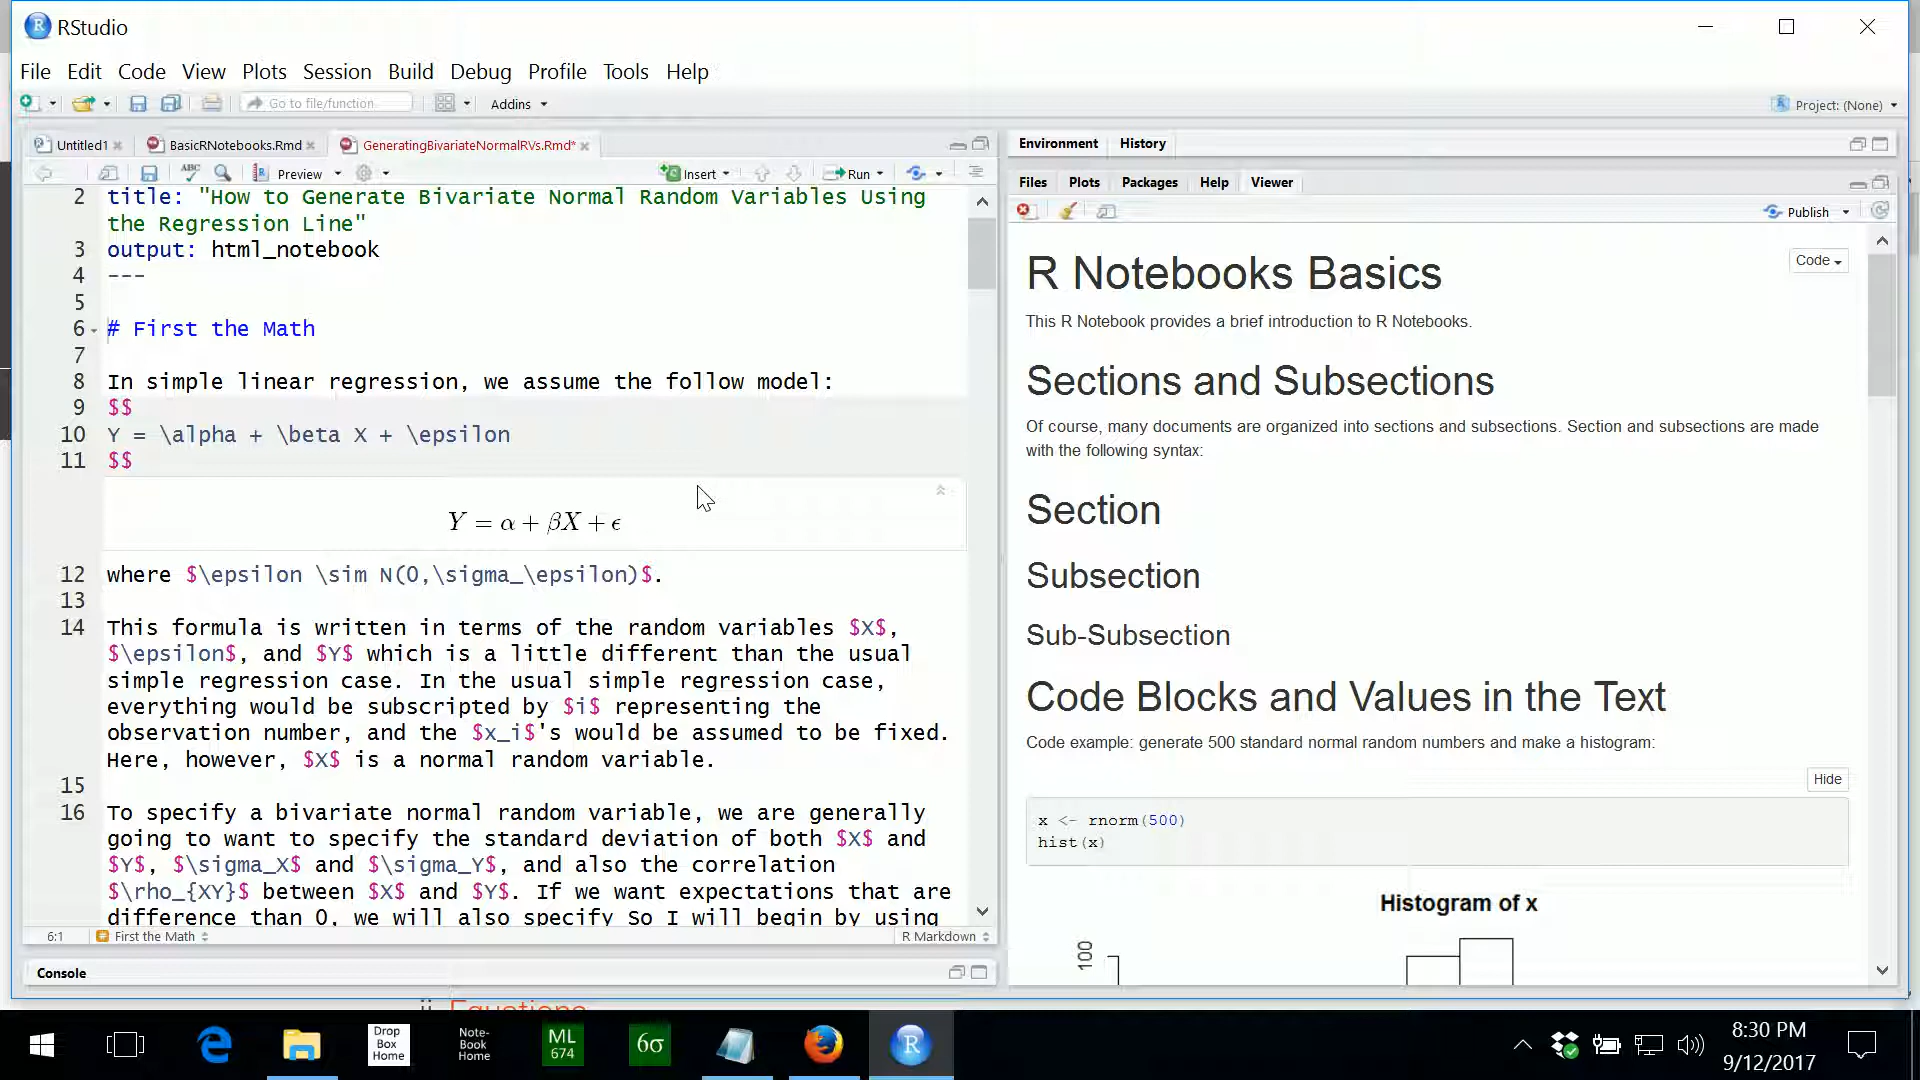 RStudio
File Edit Code View Plots Session Build Debug Profile Tools Help
Go to file/function
Addins
Project: (None)
Untitled1
BasicRNotebooks.Rmd
GeneratingBivariateNormalRVs.Rmd*
ABC
Preview
Insert
Run
2 title: "How to Generate Bivariate Normal Random Variables Using
the Regression Line"
3 output: html_notebook
4 ---
5
6 # First the Math
7
8 In simple linear regression, we assume the follow model:
9 $$
10 Y = \alpha + \beta X + \epsilon
11 $$
Y = α + βX + ϵ
12 where $\epsilon \sim N(0,\sigma_\epsilon)$.
13
14 This formula is written in terms of the random variables $X$,
$\epsilon$, and $Y$ which is a little different than the usual
simple regression case. In the usual simple regression case,
everything would be subscripted by $i$ representing the
observation number, and the $x_i$'s would be assumed to be fixed.
Here, however, $X$ is a normal random variable.
15
16 To specify a bivariate normal random variable, we are generally
going to want to specify the standard deviation of both $X$ and
$Y$, $\sigma_X$ and $\sigma_Y$, and also the correlation
$\rho_{XY}$ between $X$ and $Y$. If we want expectations that are
difference than 0, we will also specify So I will begin by using
6:1
First the Math
R Markdown
Console
Environment History
Files Plots Packages Help Viewer
Publish
Code
R Notebooks Basics
This R Notebook provides a brief introduction to R Notebooks.
Sections and Subsections
Of course, many documents are organized into sections and subsections. Section and subsections are made
with the following syntax:
Section
Subsection
Sub-Subsection
Code Blocks and Values in the Text
Code example: generate 500 standard normal random numbers and make a histogram:
Hide
x <- rnorm(500)
hist(x)
Histogram of x
100
Equations
Drop
Box
Home
Note-
Book
Home
ML
674
6σ
R
8:30 PM
9/12/2017